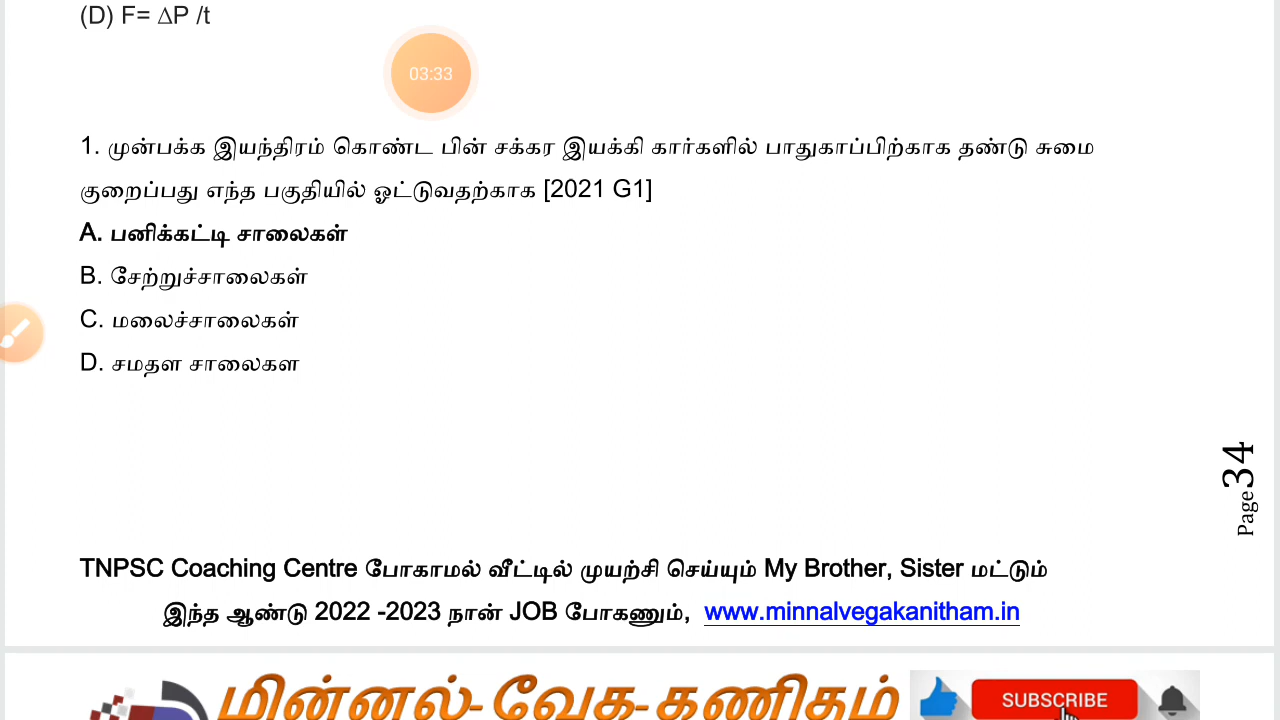 (D) F= ∆P /t
03:33
1. முன்பக்க இயந்திரம் கொண்ட பின் சக்கர இயக்கி கார்களில் பாதுகாப்பிற்காக தண்டு சுமை
குறைப்பது எந்த பகுதியில் ஓட்டுவதற்காக [2021 G1]
A. பனிக்கட்டி சாலைகள்
B. சேற்றுச்சாலைகள்
C. மலைச்சாலைகள்
D. சமதள சாலைகள
Page34
TNPSC Coaching Centre போகாமல் வீட்டில் முயற்சி செய்யும் My Brother, Sister மட்டும்
இந்த ஆண்டு 2022 -2023 நான் JOB போகணும், www.minnalvegakanitham.in
மின்னல்-வேக-கணிதம்
SUBSCRIBE